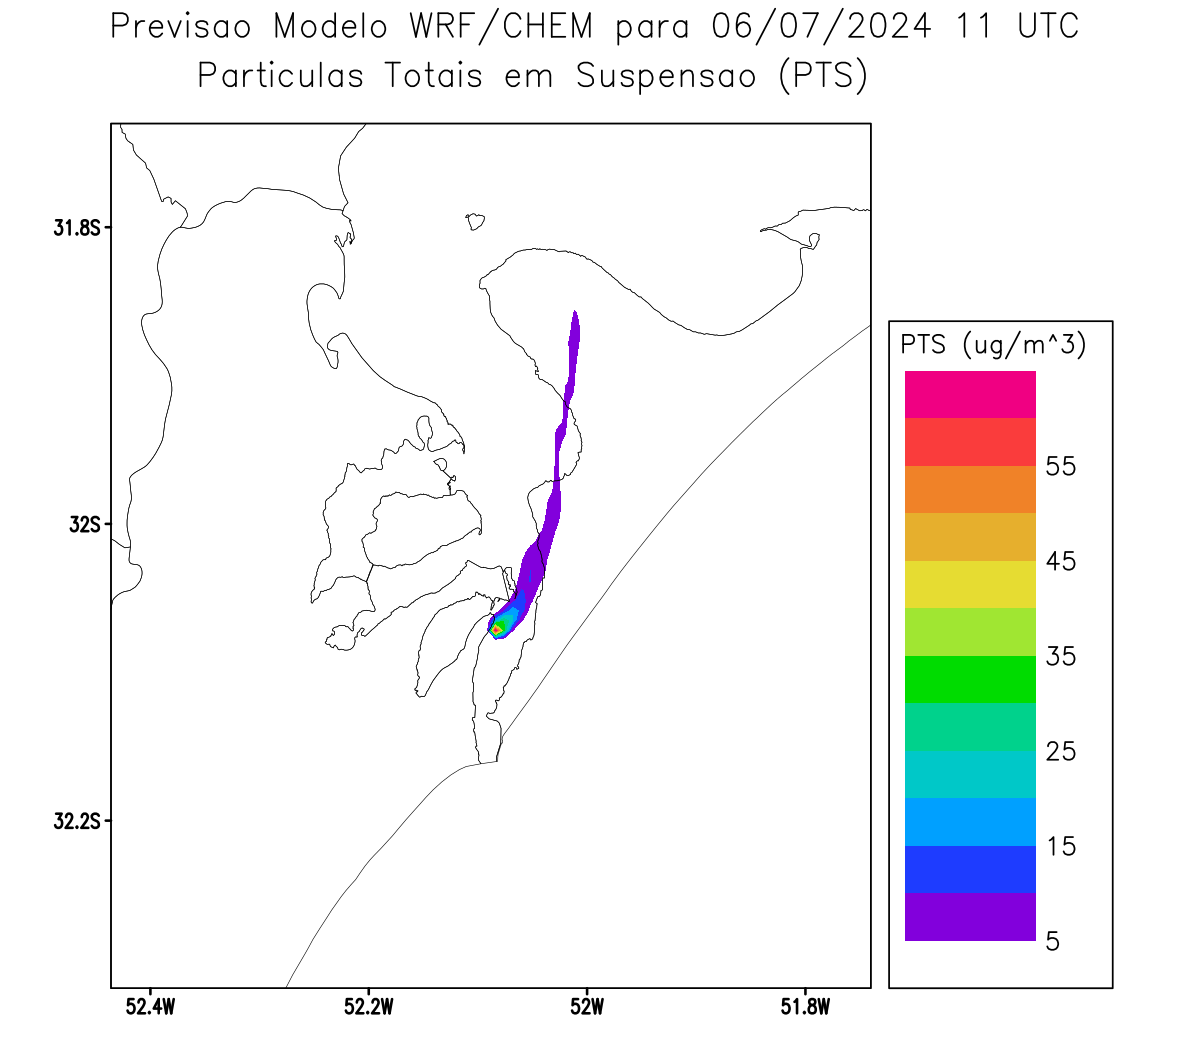 Previsao Modelo WRF/CHEM para 06/07/2024 11 UTC
Particulas Totais em Suspensao (PTS)
31.8S
32S
32.2S
52.4W
52.2W
52W
51.8W
PTS (ug/m^3)
55
45
35
25
15
5